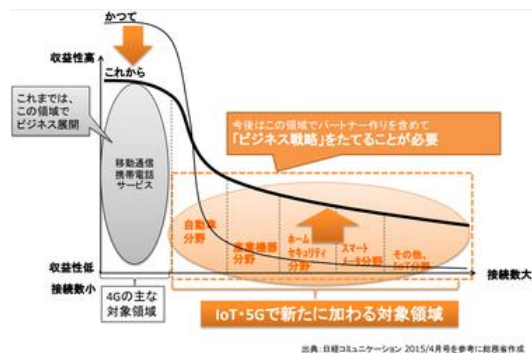 かつて
収益性高
これから
これまでは、
この領域で
ビジネス展開
今後はこの領域でパートナー作りを含めて
「ビジネス戦略」をたてることが必要
移動通信
携帯電話
サービス
自動車
分野
産業機器
分野
ホーム
セキュリティ
分野
スマート
メータ分野
その他、
IoT分野
収益性低
接続数小
接続数大
4Gの主な
対象領域
IoT・5Gで新たに加わる対象領域
出典：日経コミュニケーション 2015/4月号を参考に総務省作成